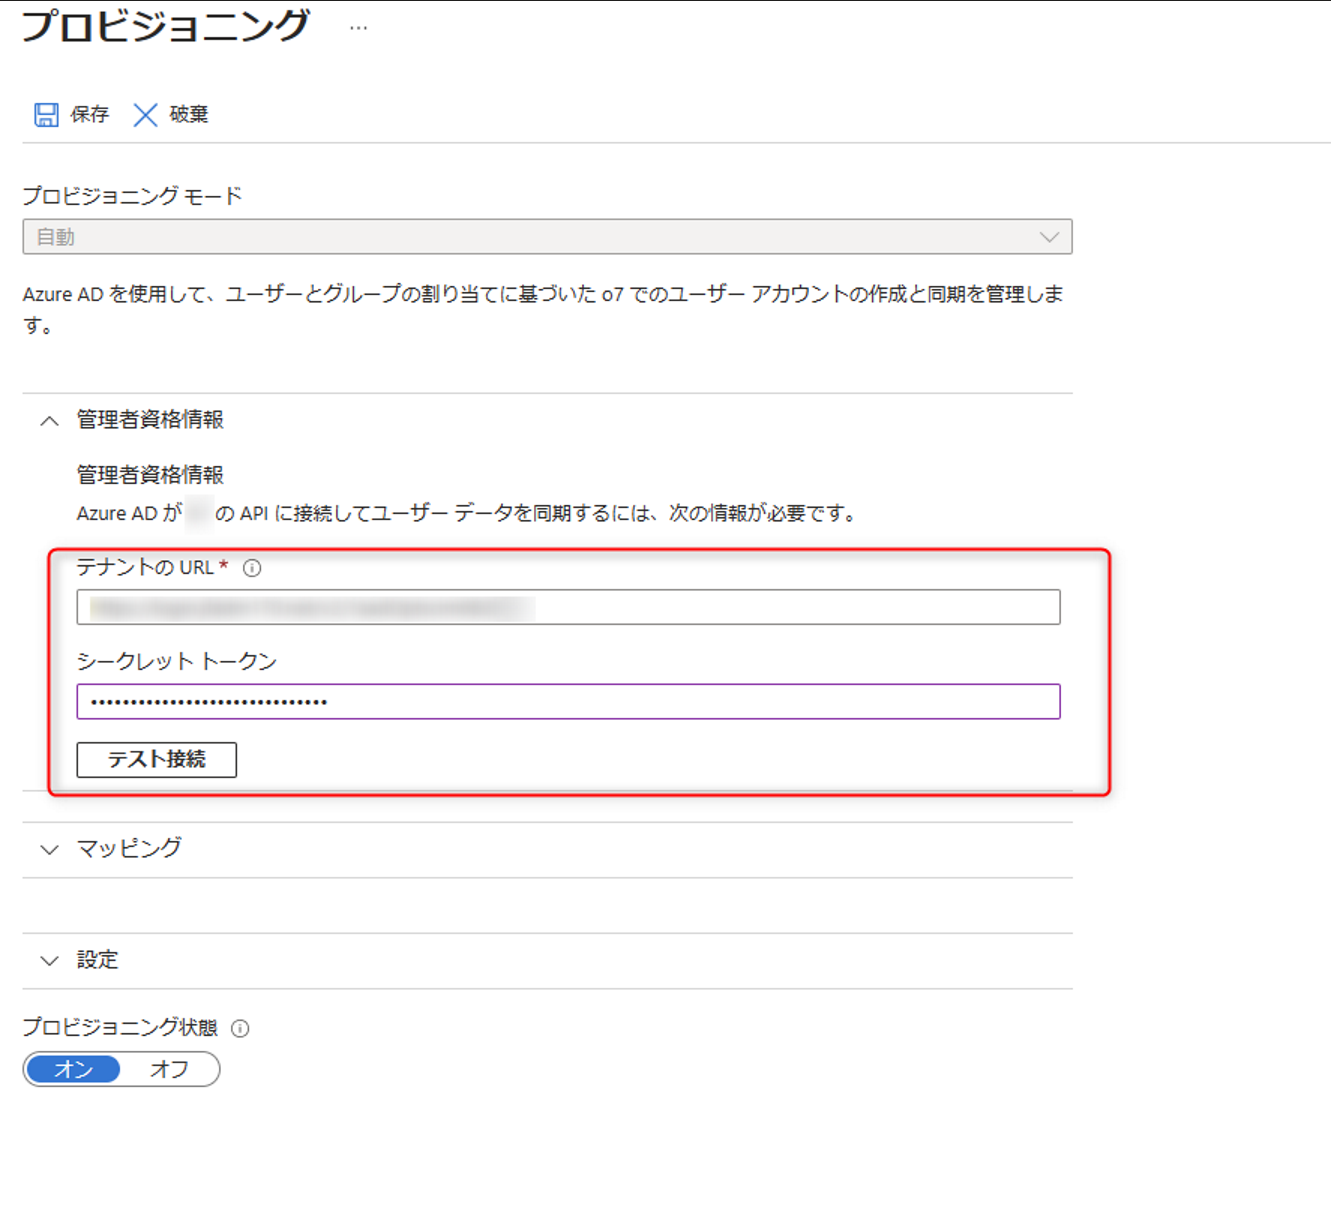 プロビジョニング …
保存 破棄
プロビジョニング モード
自動
Azure AD を使用して、ユーザーとグループの割り当てに基づいた o7 でのユーザー アカウントの作成と同期を管理しま
す。
管理者資格情報
管理者資格情報
Azure AD が の API に接続してユーザー データを同期するには、次の情報が必要です。
テナントの URL *
シークレット トークン
••••••••••••••••••••••••••••••
テスト接続
マッピング
設定
プロビジョニング状態
オン オフ